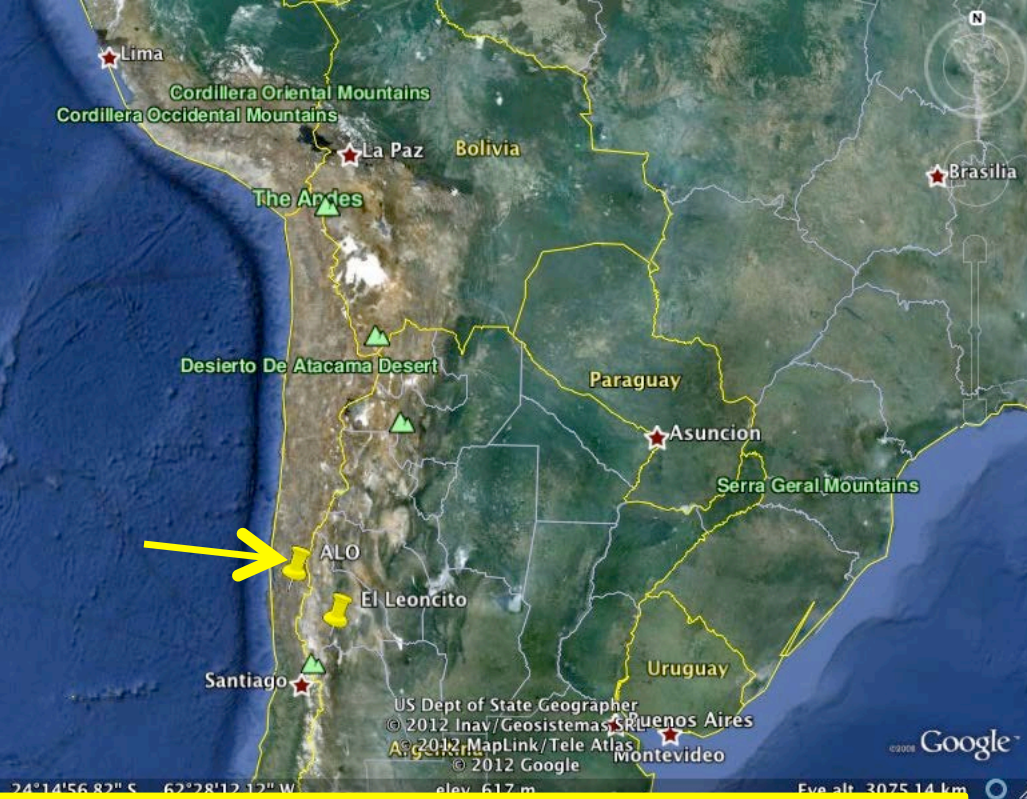 N
Lima
Cordillera Oriental Mountains
Cordillera Occidental Mountains
La Paz
Bolivia
Brasilia
The Andes
Desierto De Atacama Desert
Paraguay
Asuncion
Serra Geral Mountains
ALO
El Leoncito
Uruguay
Santiago
US Dept of State Geographer
© 2012 Inav/Geosistemas SRL
Buenos Aires
© 2012 MapLink/Tele Atlas
Argentina
Montevideo
© 2012 Google
©2008 Google
24°14'56.82" S 62°28'12.12" W elev 617 m Eye alt 3075.14 km